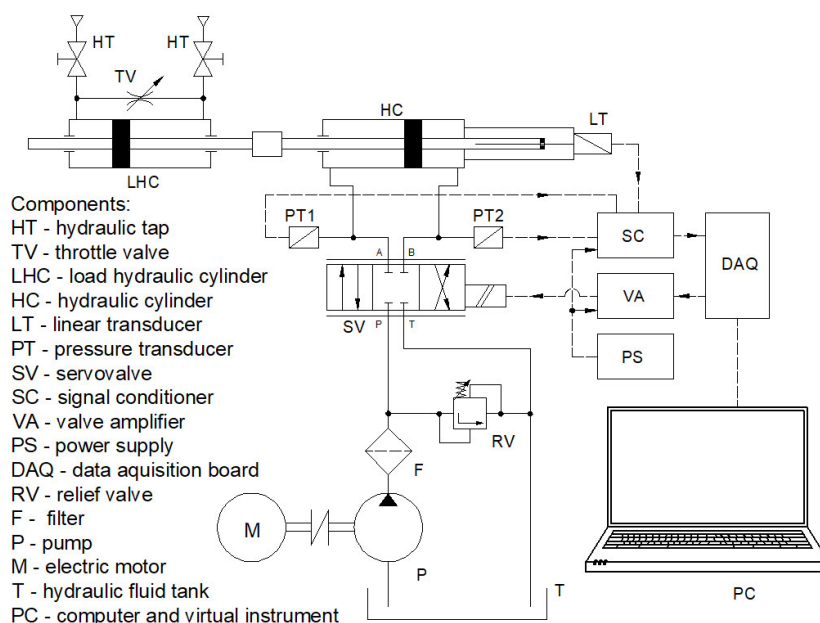 HT
HT
TV
HC
LT
LHC
Components:
HT - hydraulic tap
TV - throttle valve
LHC - load hydraulic cylinder
HC - hydraulic cylinder
LT - linear transducer
PT - pressure transducer
SV - servovalve
SC - signal conditioner
VA - valve amplifier
PS - power supply
DAQ - data aquisition board
RV - relief valve
F - filter
P - pump
M - electric motor
T - hydraulic fluid tank
PC - computer and virtual instrument
PT1
PT2
A
B
SC
DAQ
VA
SV
P
T
PS
RV
F
M
P
T
PC